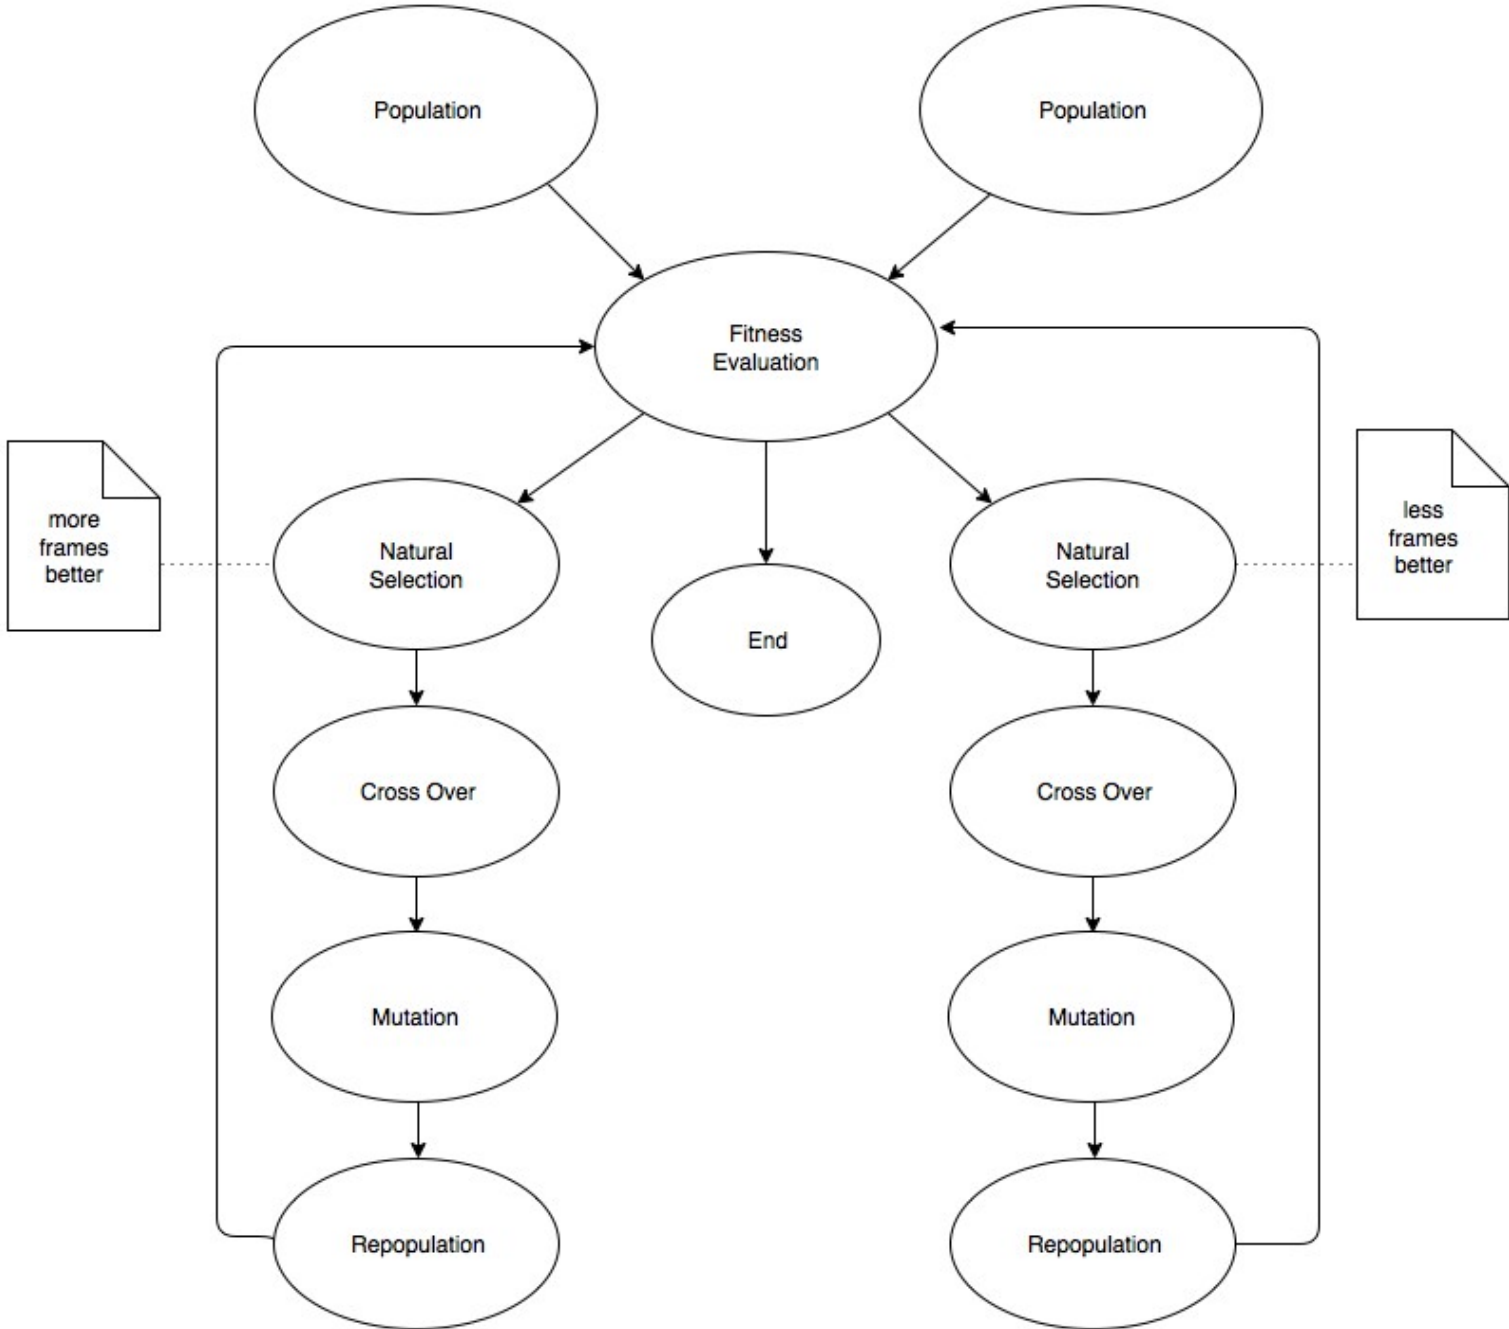 Population
Population
Fitness
Evaluation
more
frames
better
Natural
Selection
End
Natural
Selection
less
frames
better
Cross Over
Cross Over
Mutation
Mutation
Repopulation
Repopulation